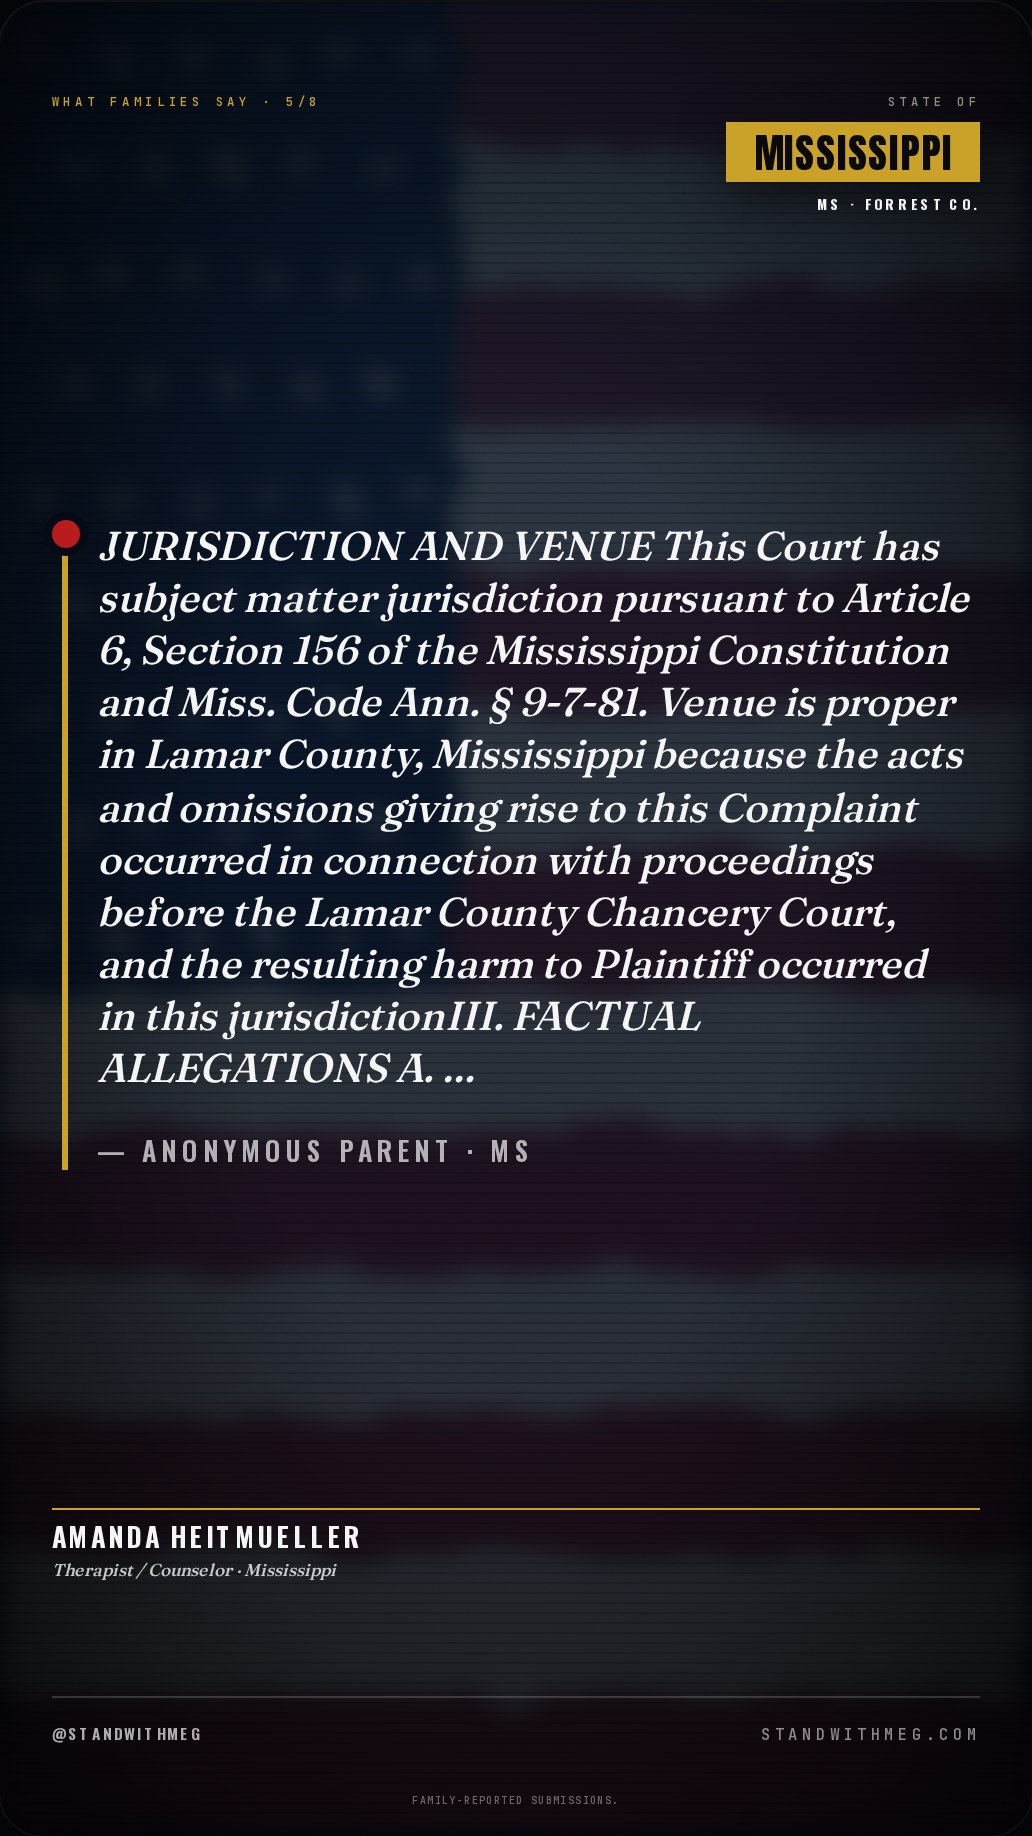 WHAT FAMILIES SAY · 5/8
STATE OF
MISSISSIPPI
MS · FORREST CO.
JURISDICTION AND VENUE This Court has
subject matter jurisdiction pursuant to Article
6, Section 156 of the Mississippi Constitution
and Miss. Code Ann. § 9-7-81. Venue is proper
in Lamar County, Mississippi because the acts
and omissions giving rise to this Complaint
occurred in connection with proceedings
before the Lamar County Chancery Court,
and the resulting harm to Plaintiff occurred
in this jurisdictionIII. FACTUAL
ALLEGATIONS A. ...
— ANONYMOUS PARENT · MS
AMANDA HEITMUELLER
Therapist / Counselor · Mississippi
@STANDWITHMEG
STANDWITHMEG.COM
FAMILY-REPORTED SUBMISSIONS.